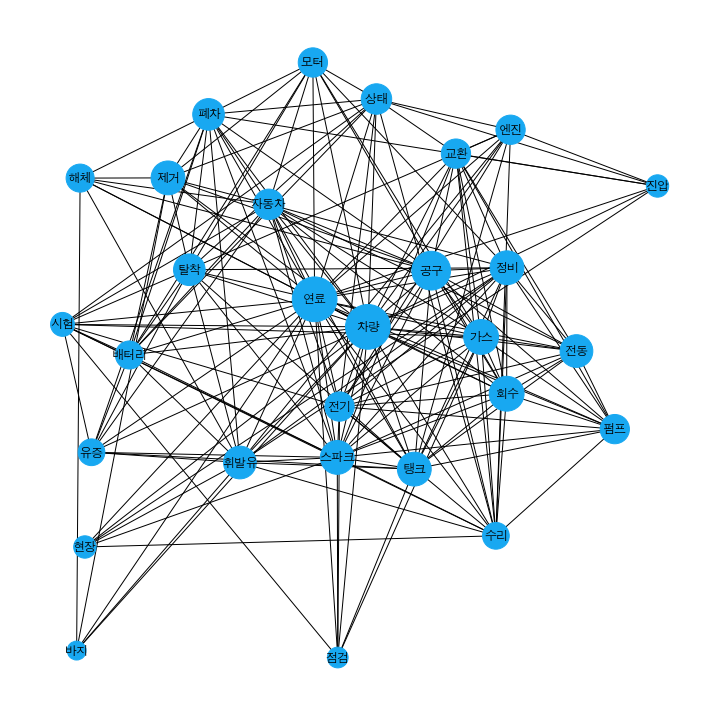 모터
상태
폐차
엔진
교환
해체
제거
진압
자동차
탈착
공구
정비
연료
시험
차량
가스
배터리
전동
회수
전기
펌프
유증
휘발유
스파크
탱크
수리
현장
바지
점검